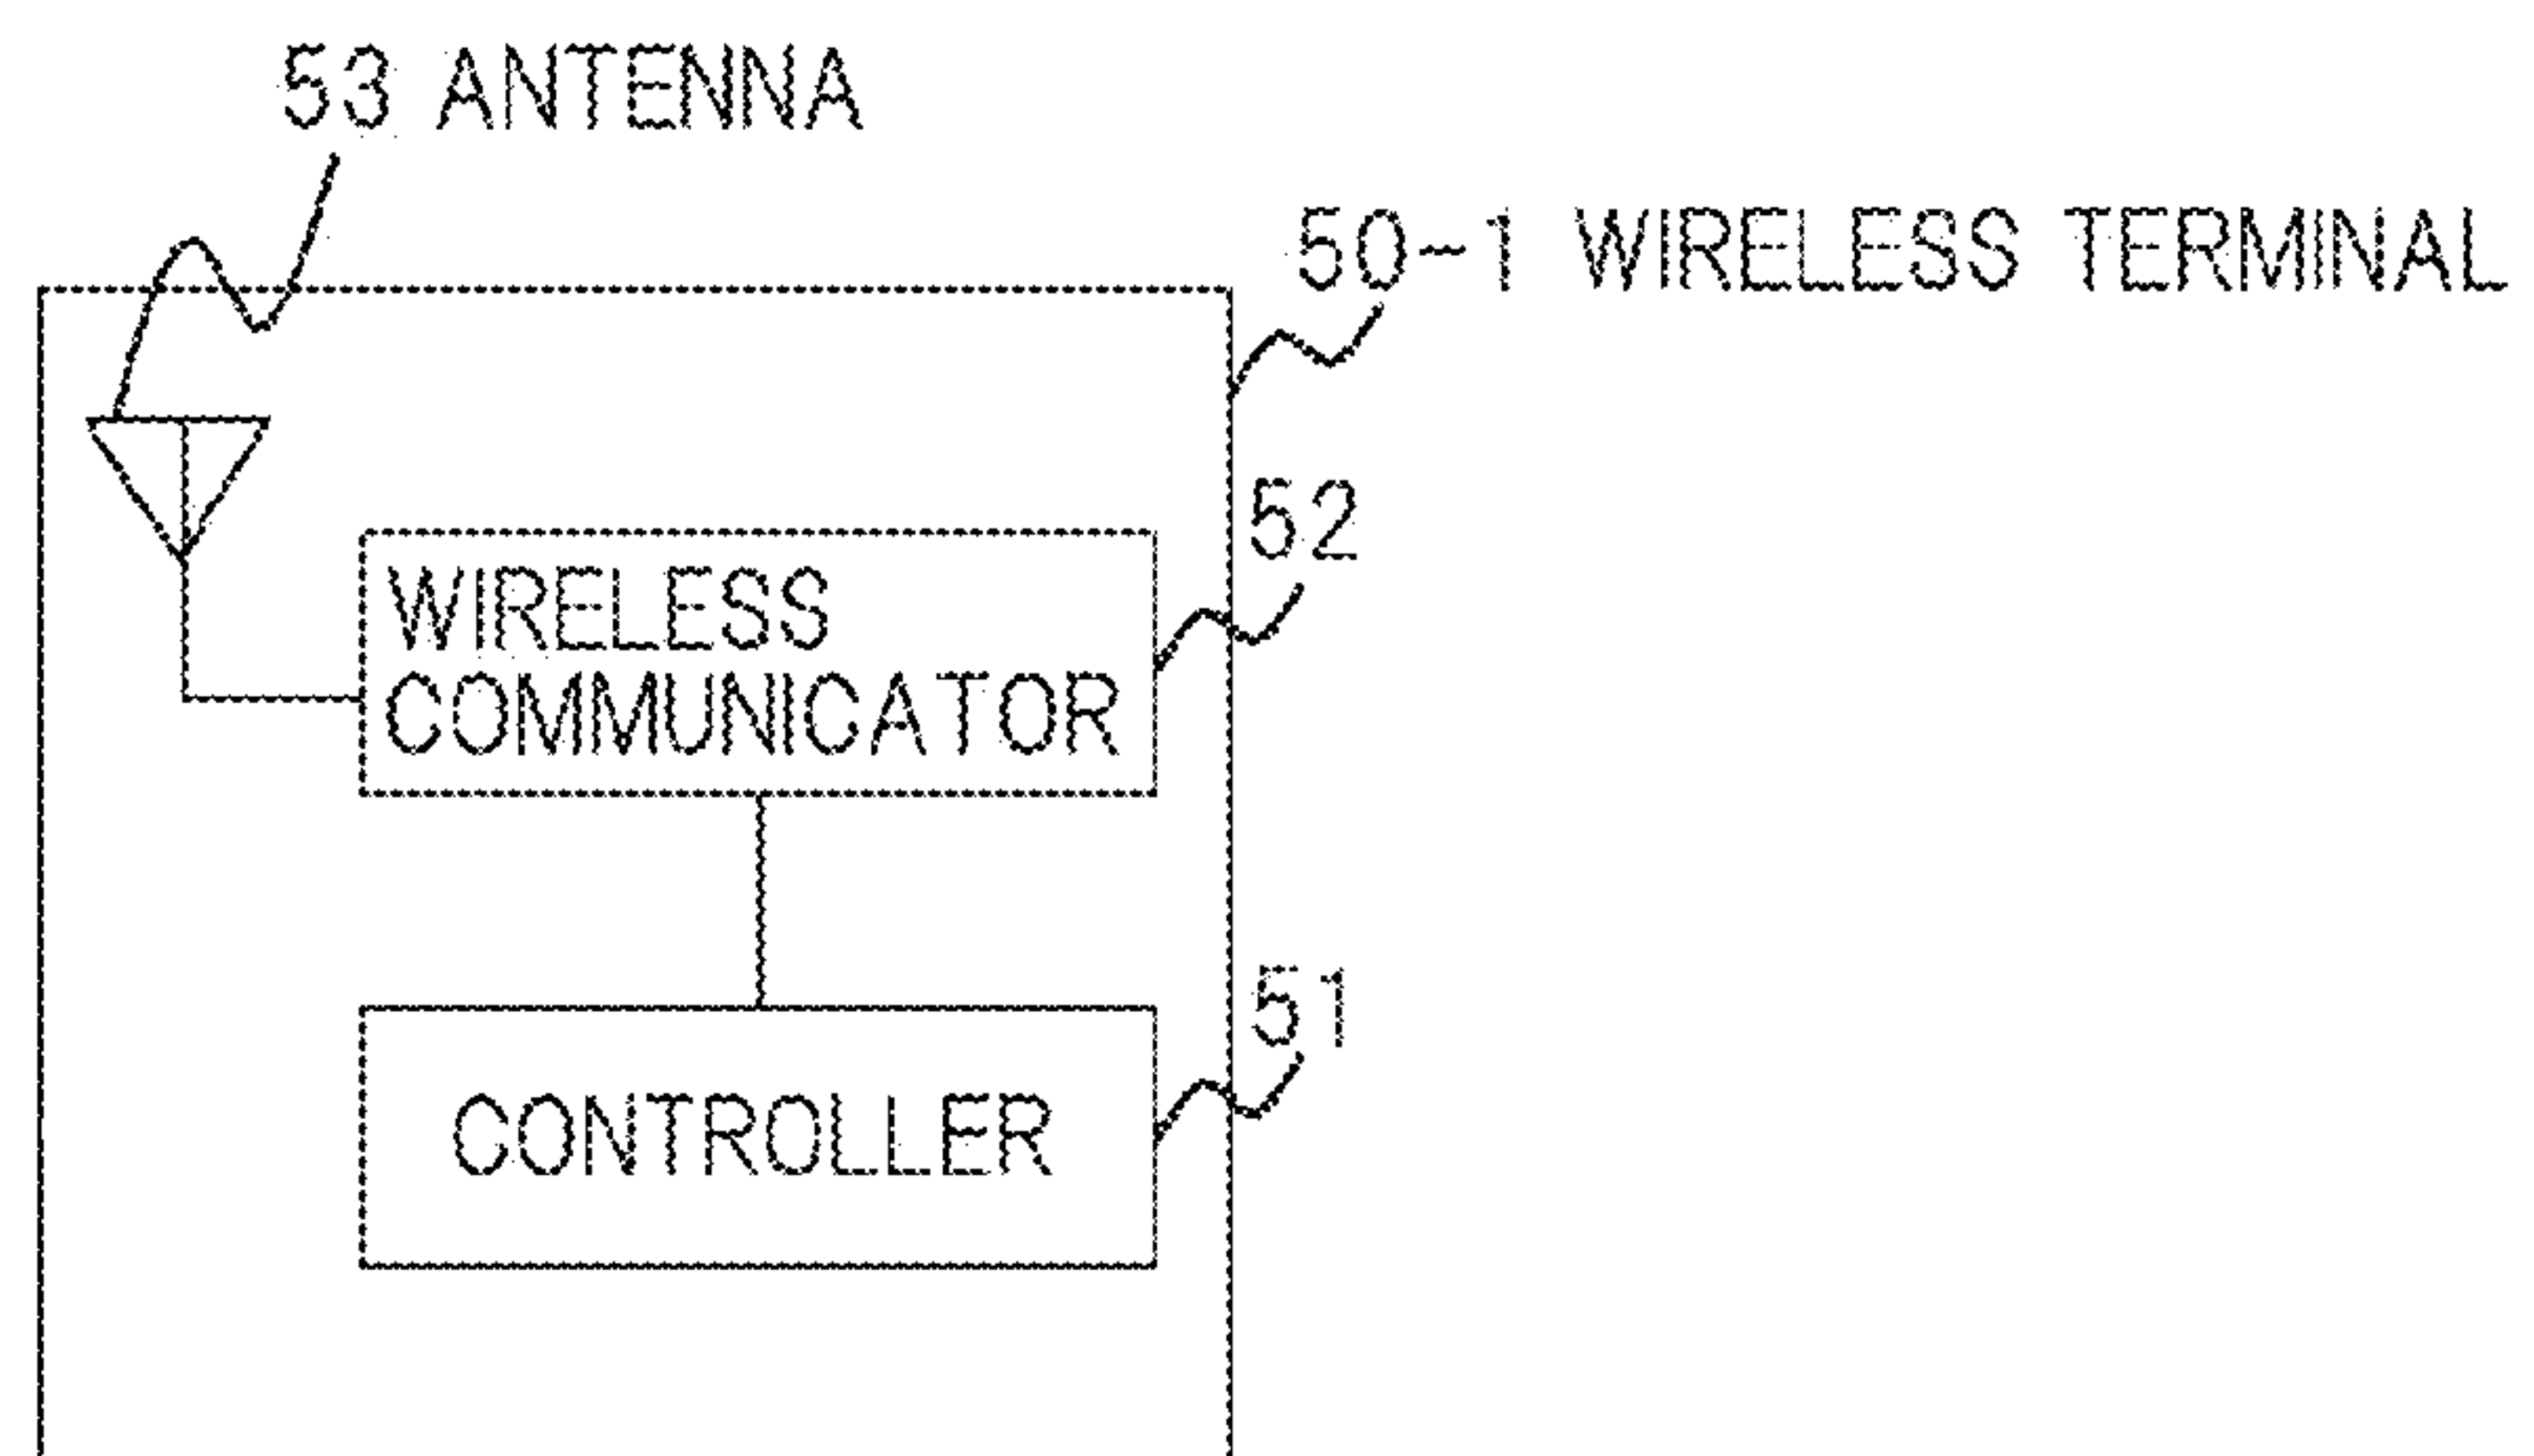 53 ANTENNA
50-1 WIRELESS TERMINAL
52
WIRELESS
COMMUNICATOR
51
CONTROLLER